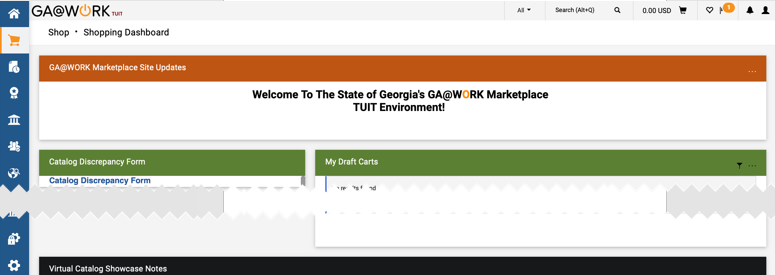 GA@WORK TUIT
All Search (Alt+Q) 0.00 USD 1
Shop • Shopping Dashboard
GA@WORK Marketplace Site Updates ...
Welcome To The State of Georgia's GA@WORK Marketplace
TUIT Environment!
Catalog Discrepancy Form
My Draft Carts ...
Catalog Discrepancy Form
Virtual Catalog Showcase Notes